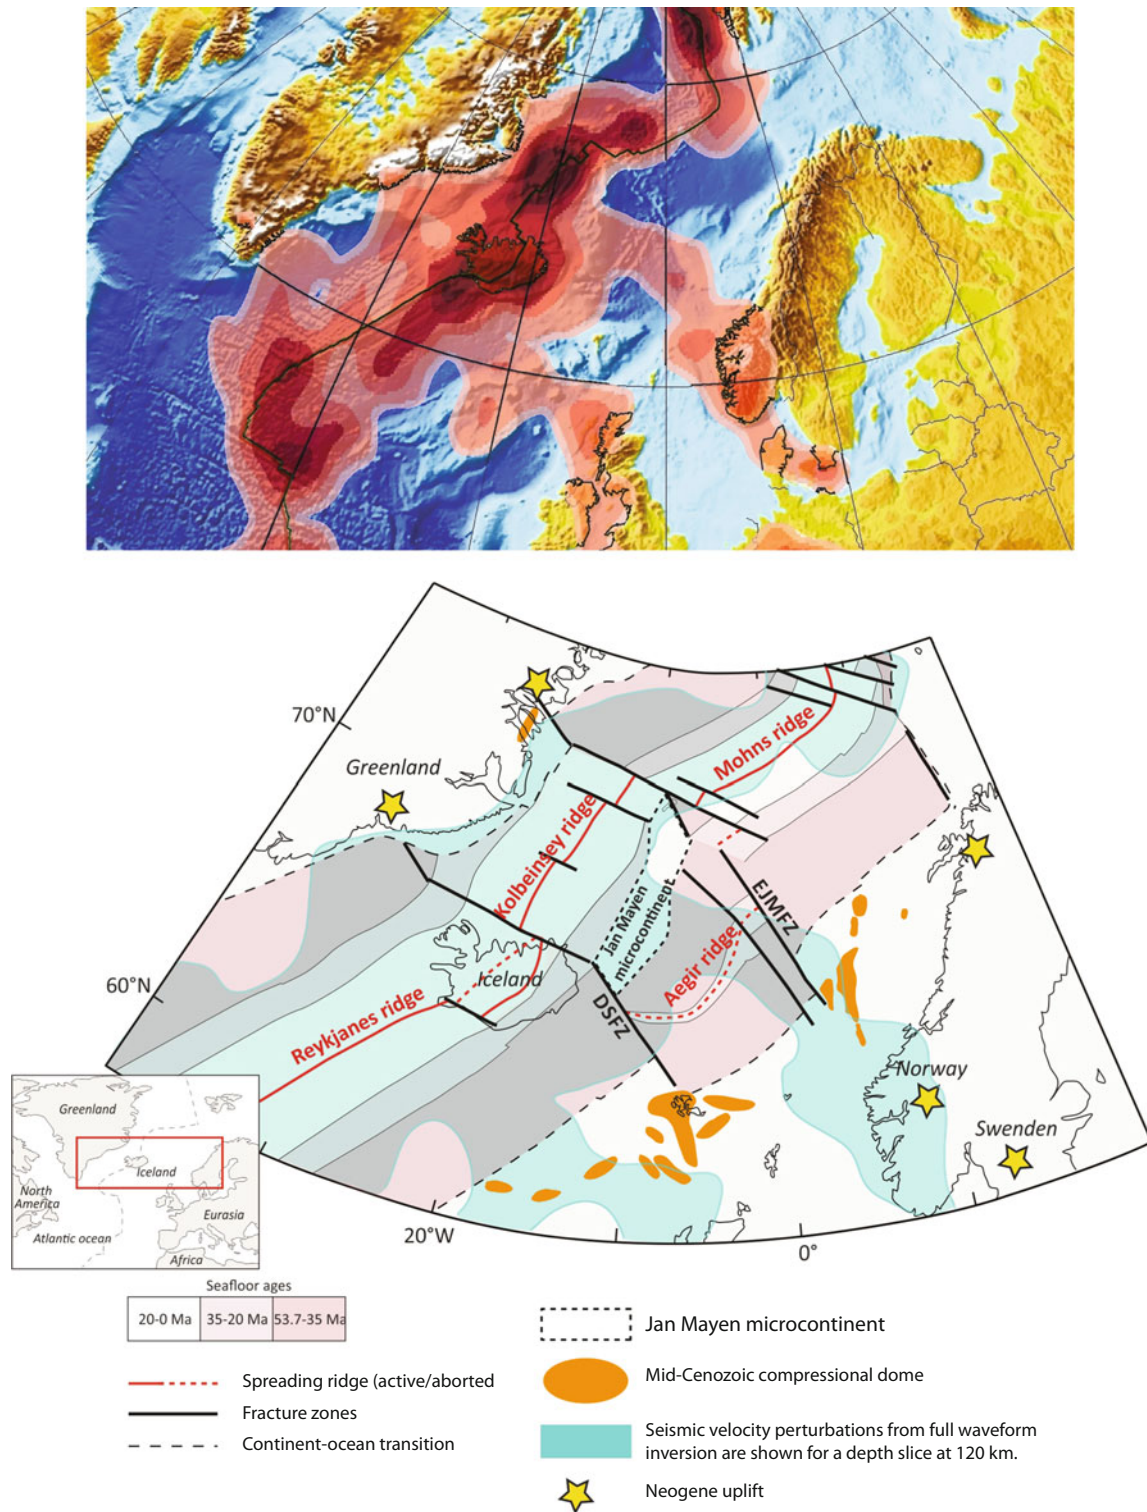 70°N
Greenland
Mohns ridge
Kolbeinsey ridge
Jan Mayen
microcontinent
EJMFZ
Aegir ridge
60°N
Iceland
DSFZ
Reykjanes ridge
Norway
Swenden
20°W
0°
Greenland
Iceland
North
America
Eurasia
Atlantic ocean
Africa
Seafloor ages
20-0 Ma 35-20 Ma 53.7-35 Ma
Jan Mayen microcontinent
Spreading ridge (active/aborted
Mid-Cenozoic compressional dome
Fracture zones
Continent-ocean transition
Seismic velocity perturbations from full waveform
inversion are shown for a depth slice at 120 km.
Neogene uplift